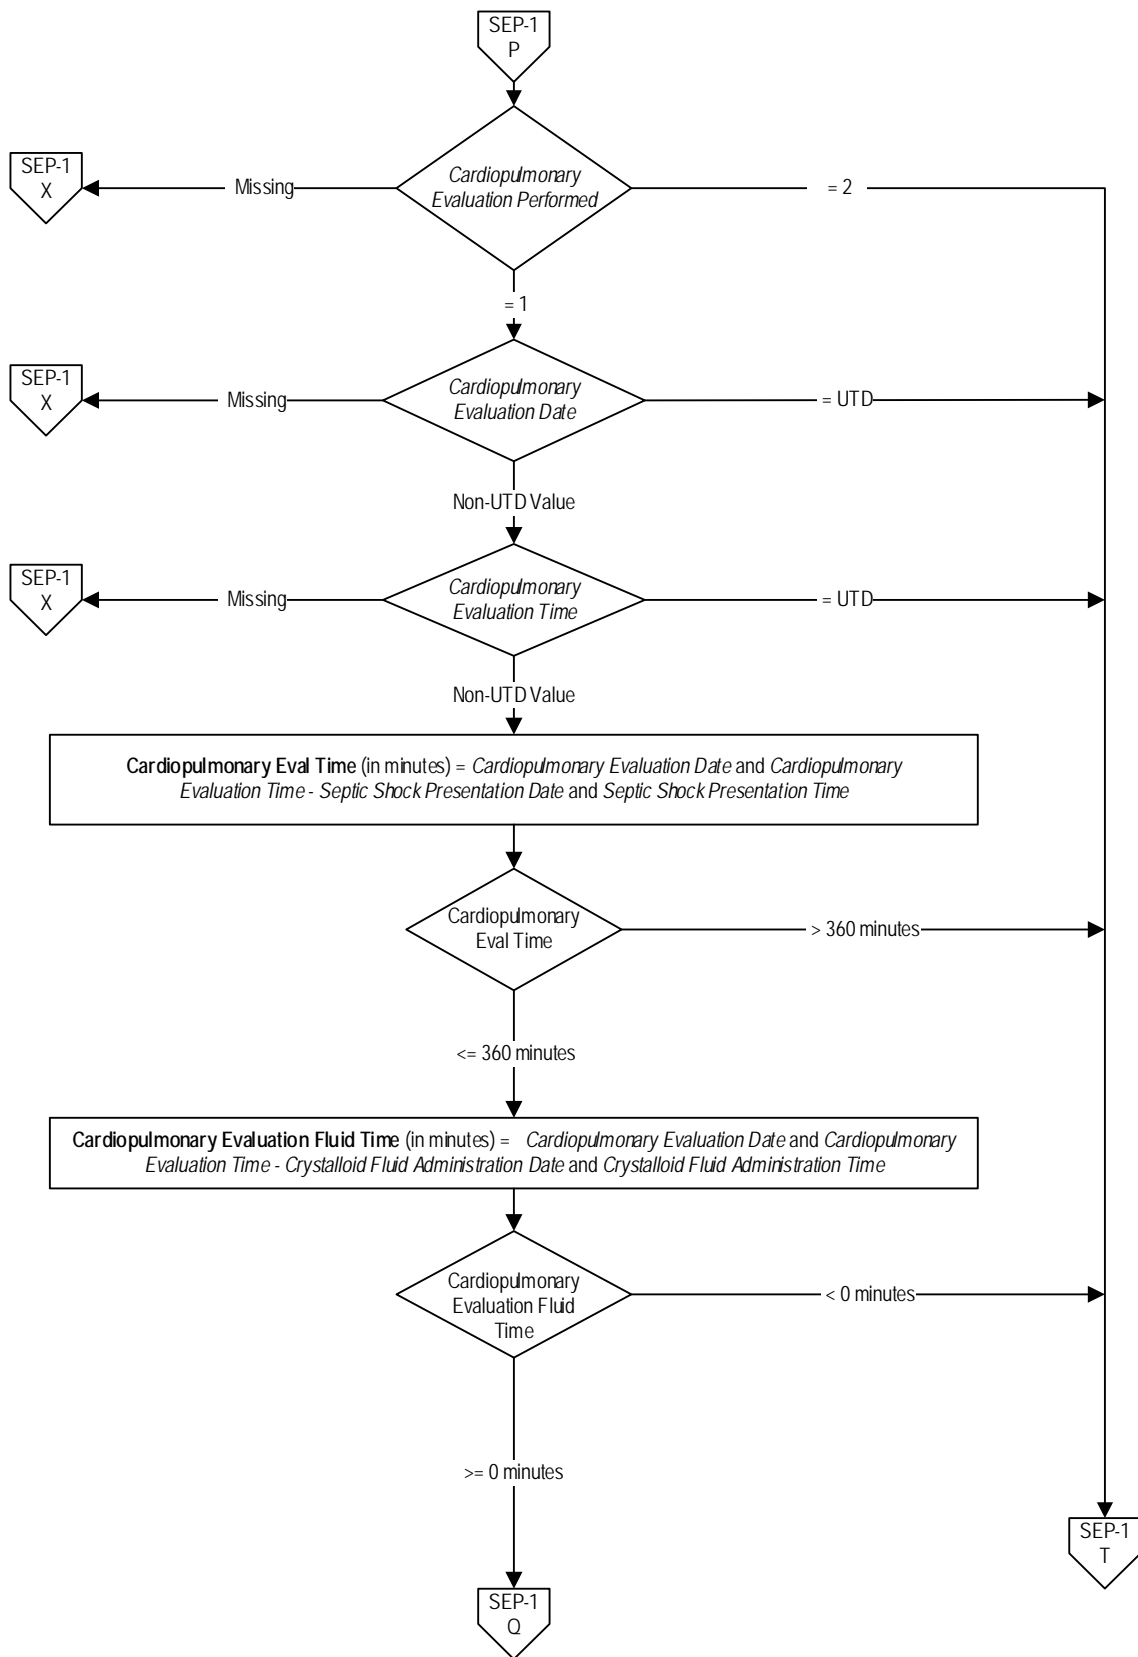 SEP-1
P
SEP-1
X
Missing
Cardiopulmonary
Evaluation Performed
= 2
= 1
SEP-1
X
Missing
Cardiopulmonary
Evaluation Date
= UTD
Non-UTD Value
SEP-1
X
Missing
Cardiopulmonary
Evaluation Time
= UTD
Non-UTD Value
Cardiopulmonary Eval Time (in minutes) = Cardiopulmonary Evaluation Date and Cardiopulmonary
Evaluation Time - Septic Shock Presentation Date and Septic Shock Presentation Time
Cardiopulmonary
Eval Time
> 360 minutes
<= 360 minutes
Cardiopulmonary Evaluation Fluid Time (in minutes) = Cardiopulmonary Evaluation Date and Cardiopulmonary
Evaluation Time - Crystalloid Fluid Administration Date and Crystalloid Fluid Administration Time
Cardiopulmonary
Evaluation Fluid
Time
< 0 minutes
>= 0 minutes
SEP-1
T
SEP-1
Q